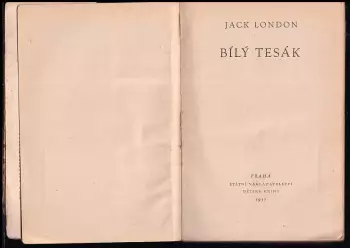 JACK LONDON
BÍLÝ TESÁK
PRAHA
STÁTNÍ NAKLADATELSTVÍ
DĚTSKÉ KNIHY